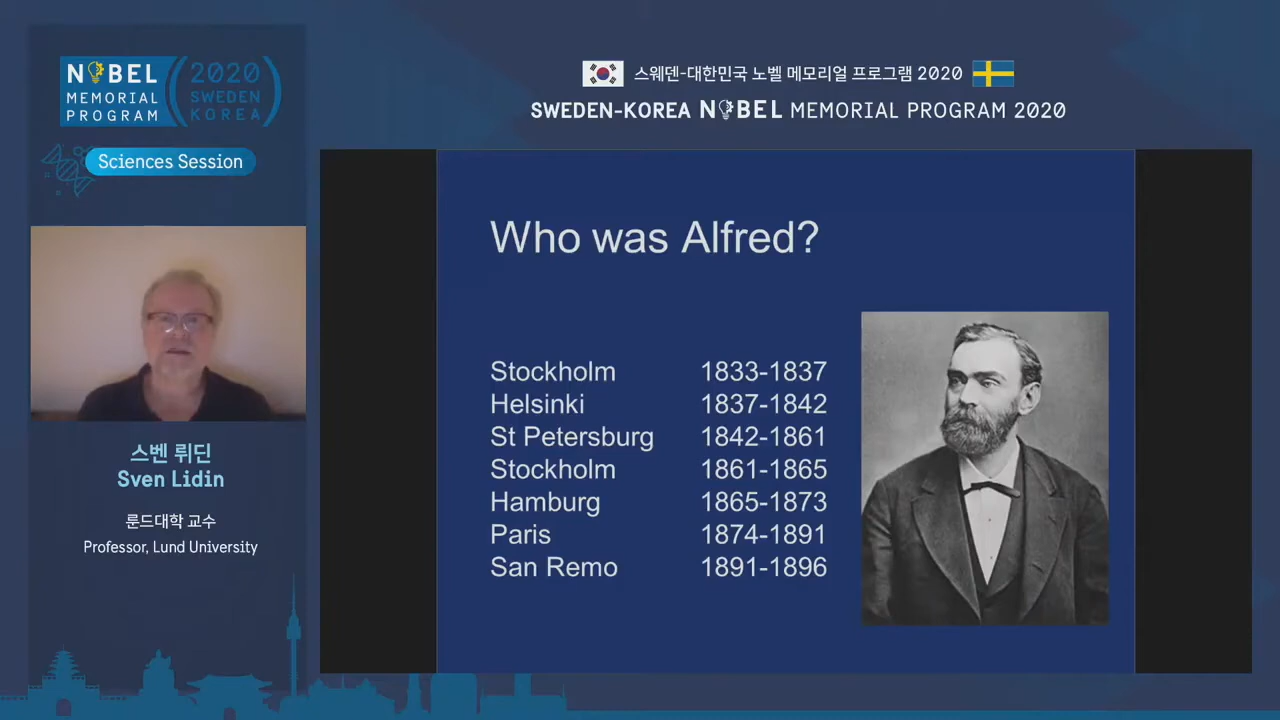 NOBEL
MEMORIAL
PROGRAM
2020
SWEDEN
KOREA
Sciences Session
스벤 뤼딘
Sven Lidin
룬드대학 교수
Professor, Lund University
스웨덴-대한민국 노벨 메모리얼 프로그램 2020
SWEDEN-KOREA NOBEL MEMORIAL PROGRAM 2020
Who was Alfred?
Stockholm 1833-1837
Helsinki 1837-1842
St Petersburg 1842-1861
Stockholm 1861-1865
Hamburg 1865-1873
Paris 1874-1891
San Remo 1891-1896